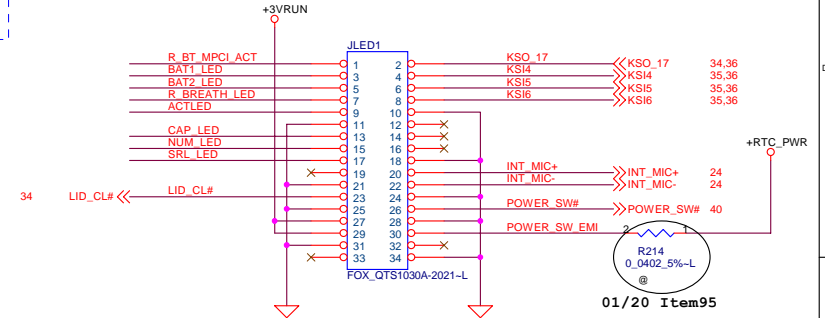 +3VRUN
JLED1
R_BT_MPCI_ACT 1 2 KSO_17 KSO_17 34,36
BAT1_LED 3 4 KSI4 KSI4 35,36
BAT2_LED 5 6 KSI5 KSI5 35,36
R_BREATH_LED 7 8 KSI6 KSI6 35,36
ACTLED 9 10
11 12
CAP_LED 13 14
NUM_LED 15 16
SRL_LED 17 18
+RTC_PWR
19 20 INT_MIC+ INT_MIC+ 24
21 22 INT_MIC- INT_MIC- 24
34 LID_CL# LID_CL# 23 24
25 26 POWER_SW# POWER_SW# 40
27 28
29 30 POWER_SW_EMI 2 1
31 32
33 34
R214
0_0402_5%~L
@
FOX_QTS1030A-2021~L
01/20 Item95
D